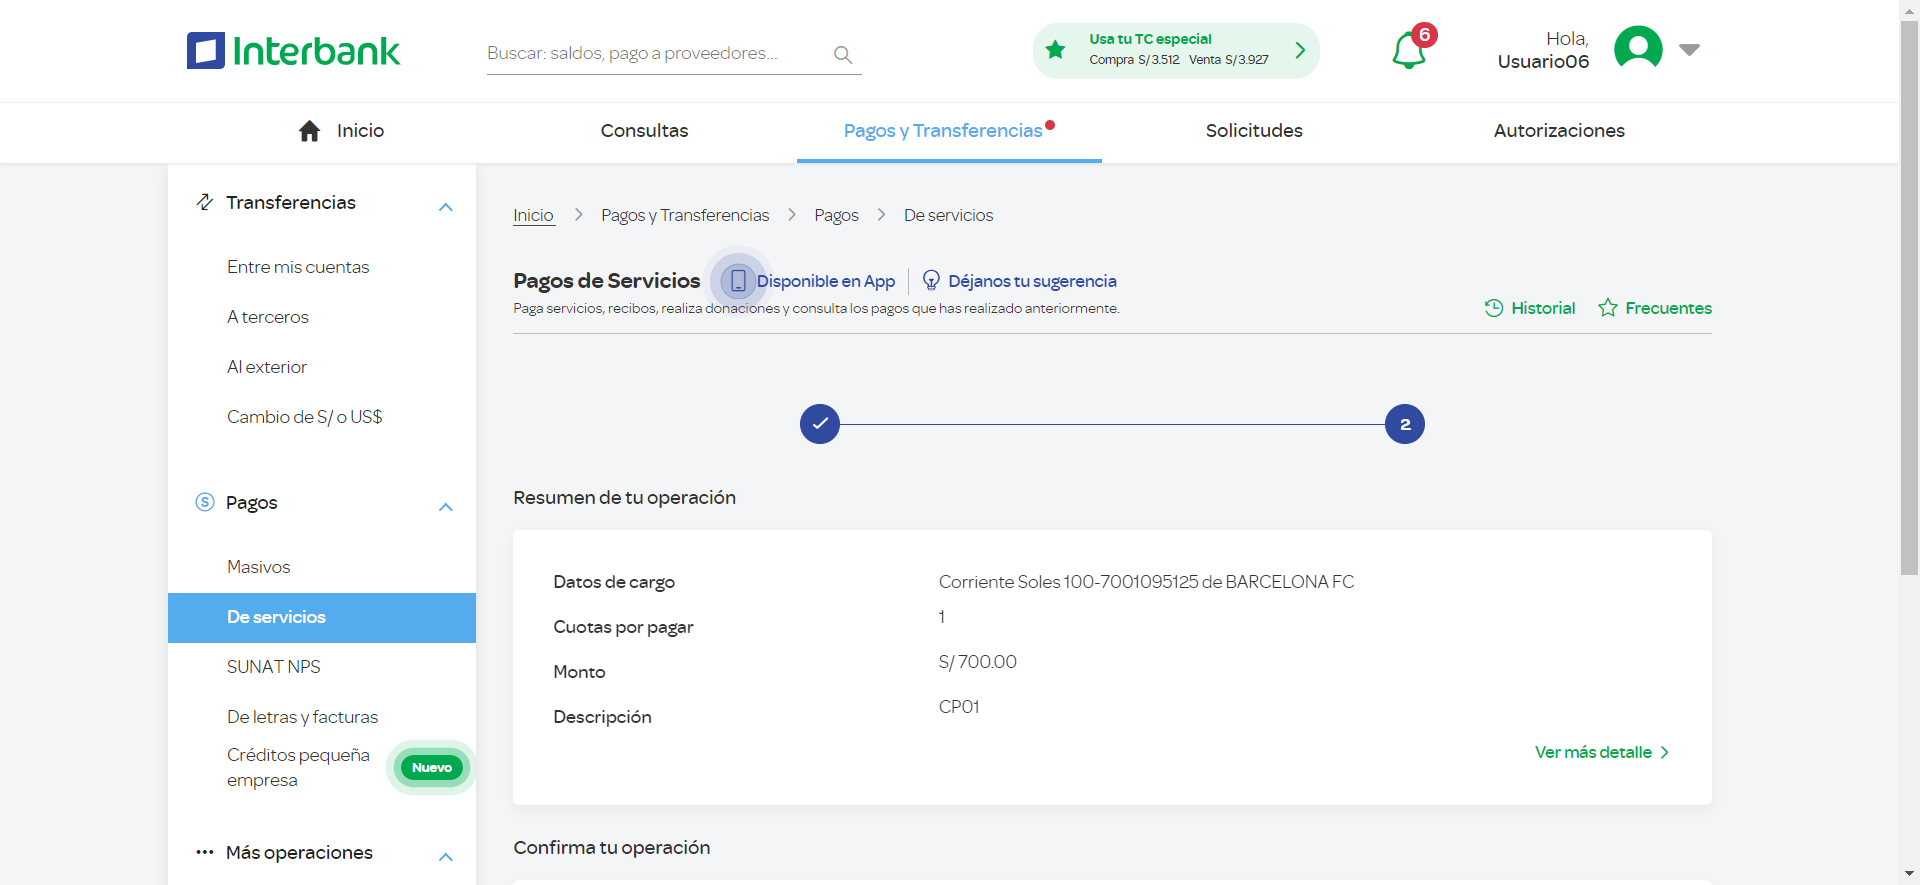 Interbank
Buscar: saldos, pago a proveedores...
Usa tu TC especial
Compra S/3.512 Venta S/3.927
6
Hola,
Usuario06
Inicio
Consultas
Pagos y Transferencias
Solicitudes
Autorizaciones
Transferencias
Entre mis cuentas
A terceros
Al exterior
Cambio de S/ o US$
Pagos
Masivos
De servicios
SUNAT NPS
De letras y facturas
Créditos pequeña
empresa
Nuevo
Más operaciones
Inicio > Pagos y Transferencias > Pagos > De servicios
Pagos de Servicios
Disponible en App
Déjanos tu sugerencia
Paga servicios, recibos, realiza donaciones y consulta los pagos que has realizado anteriormente.
Historial
Frecuentes
2
Resumen de tu operación
Datos de cargo
Corriente Soles 100-7001095125 de BARCELONA FC
Cuotas por pagar
1
Monto
S/ 700.00
Descripción
CP01
Ver más detalle
Confirma tu operación